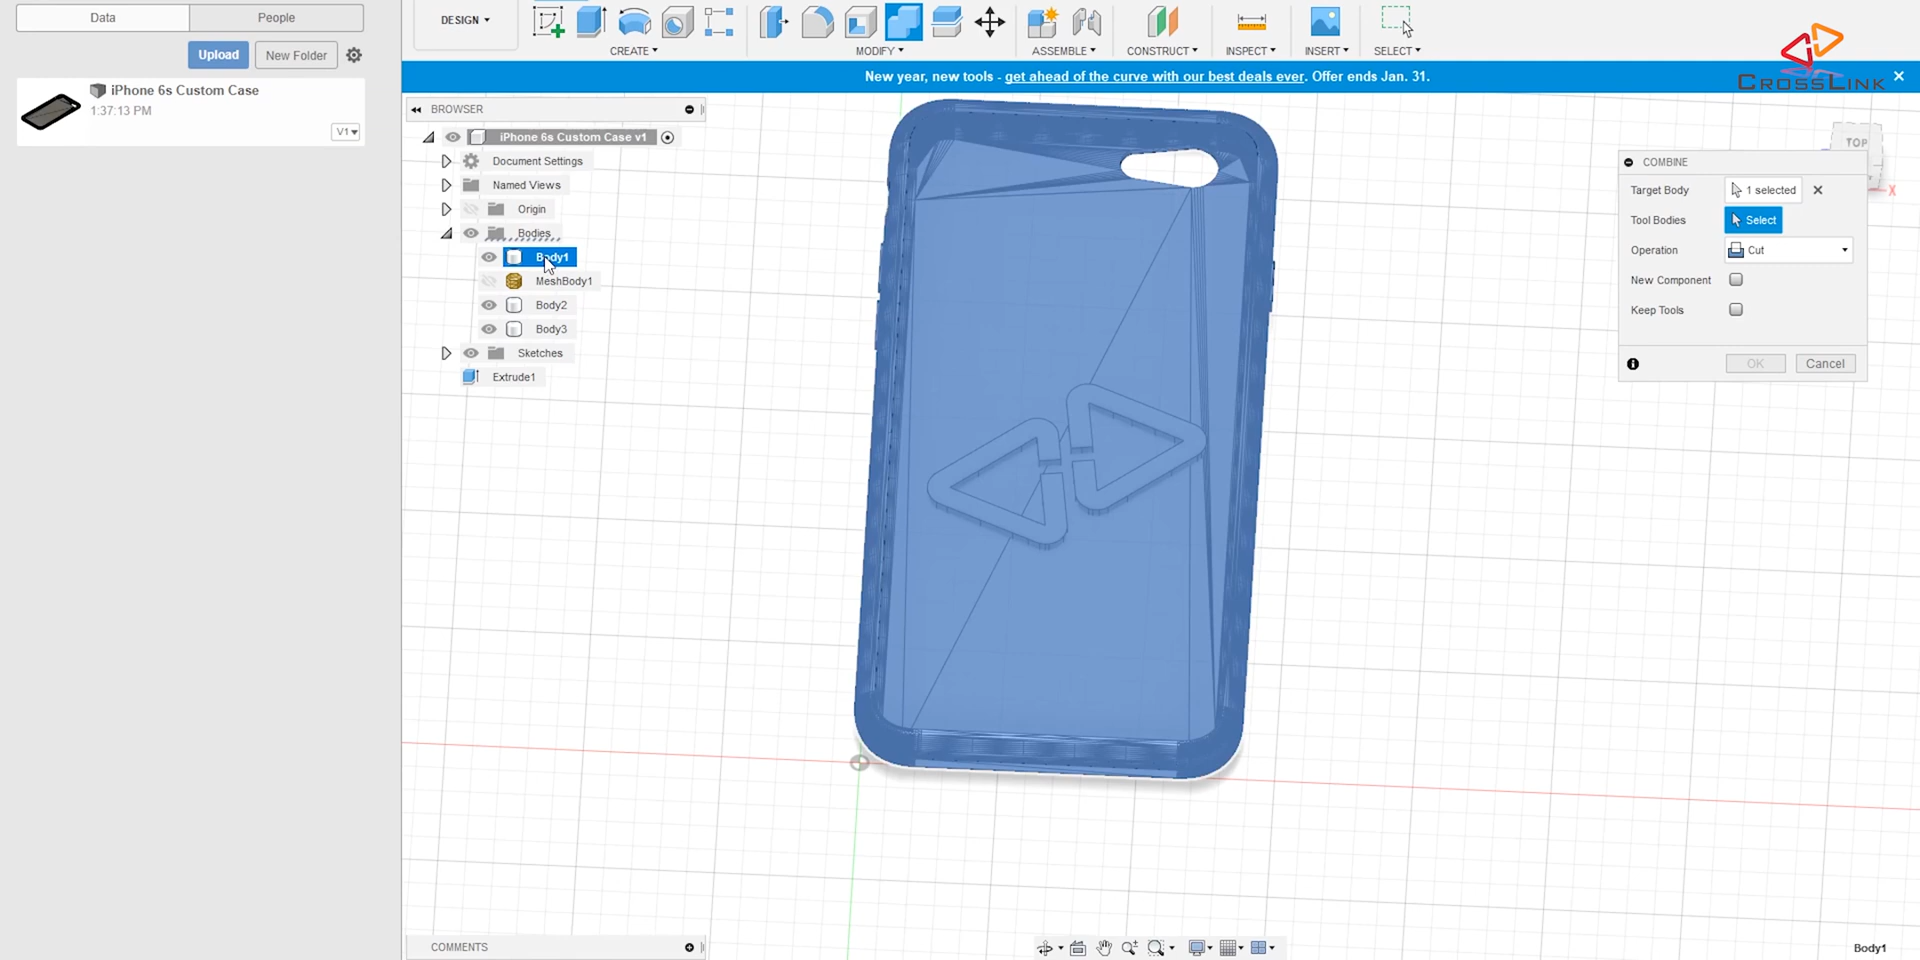 Data
People
Upload
New Folder
iPhone 6s Custom Case
1:37:13 PM
V1▾
DESIGN ▾
CREATE ▾
MODIFY ▾
ASSEMBLE ▾
CONSTRUCT ▾
INSPECT ▾
INSERT ▾
SELECT ▾
New year, new tools - get ahead of the curve with our best deals ever. Offer ends Jan. 31.
CROSSLINK
BROWSER
iPhone 6s Custom Case v1
Document Settings
Named Views
Origin
Bodies
Body1
MeshBody1
Body2
Body3
Sketches
Extrude1
TOP
X
COMBINE
Target Body
1 selected
Tool Bodies
Select
Operation
Cut
New Component
Keep Tools
OK
Cancel
COMMENTS
Body1